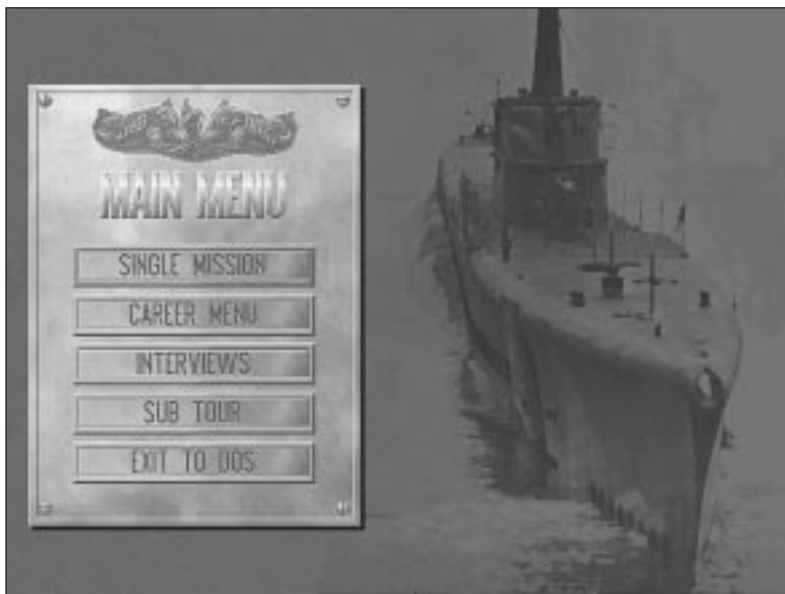 MAIN MENU
SINGLE MISSION
CAREER MENU
INTERVIEWS
SUB TOUR
EXIT TO DOS